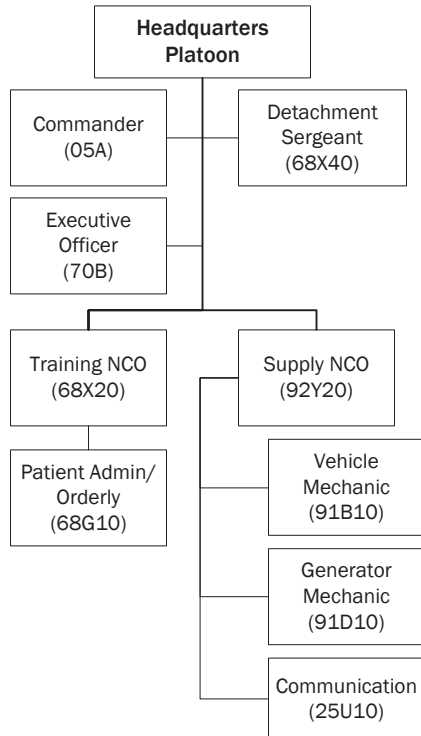 Headquarters
Platoon
Commander
(05A)
Detachment
Sergeant
(68X40)
Executive
Officer
(70B)
Training NCO
(68X20)
Supply NCO
(92Y20)
Patient Admin/
Orderly
(68G10)
Vehicle
Mechanic
(91B10)
Generator
Mechanic
(91D10)
Communication
(25U10)